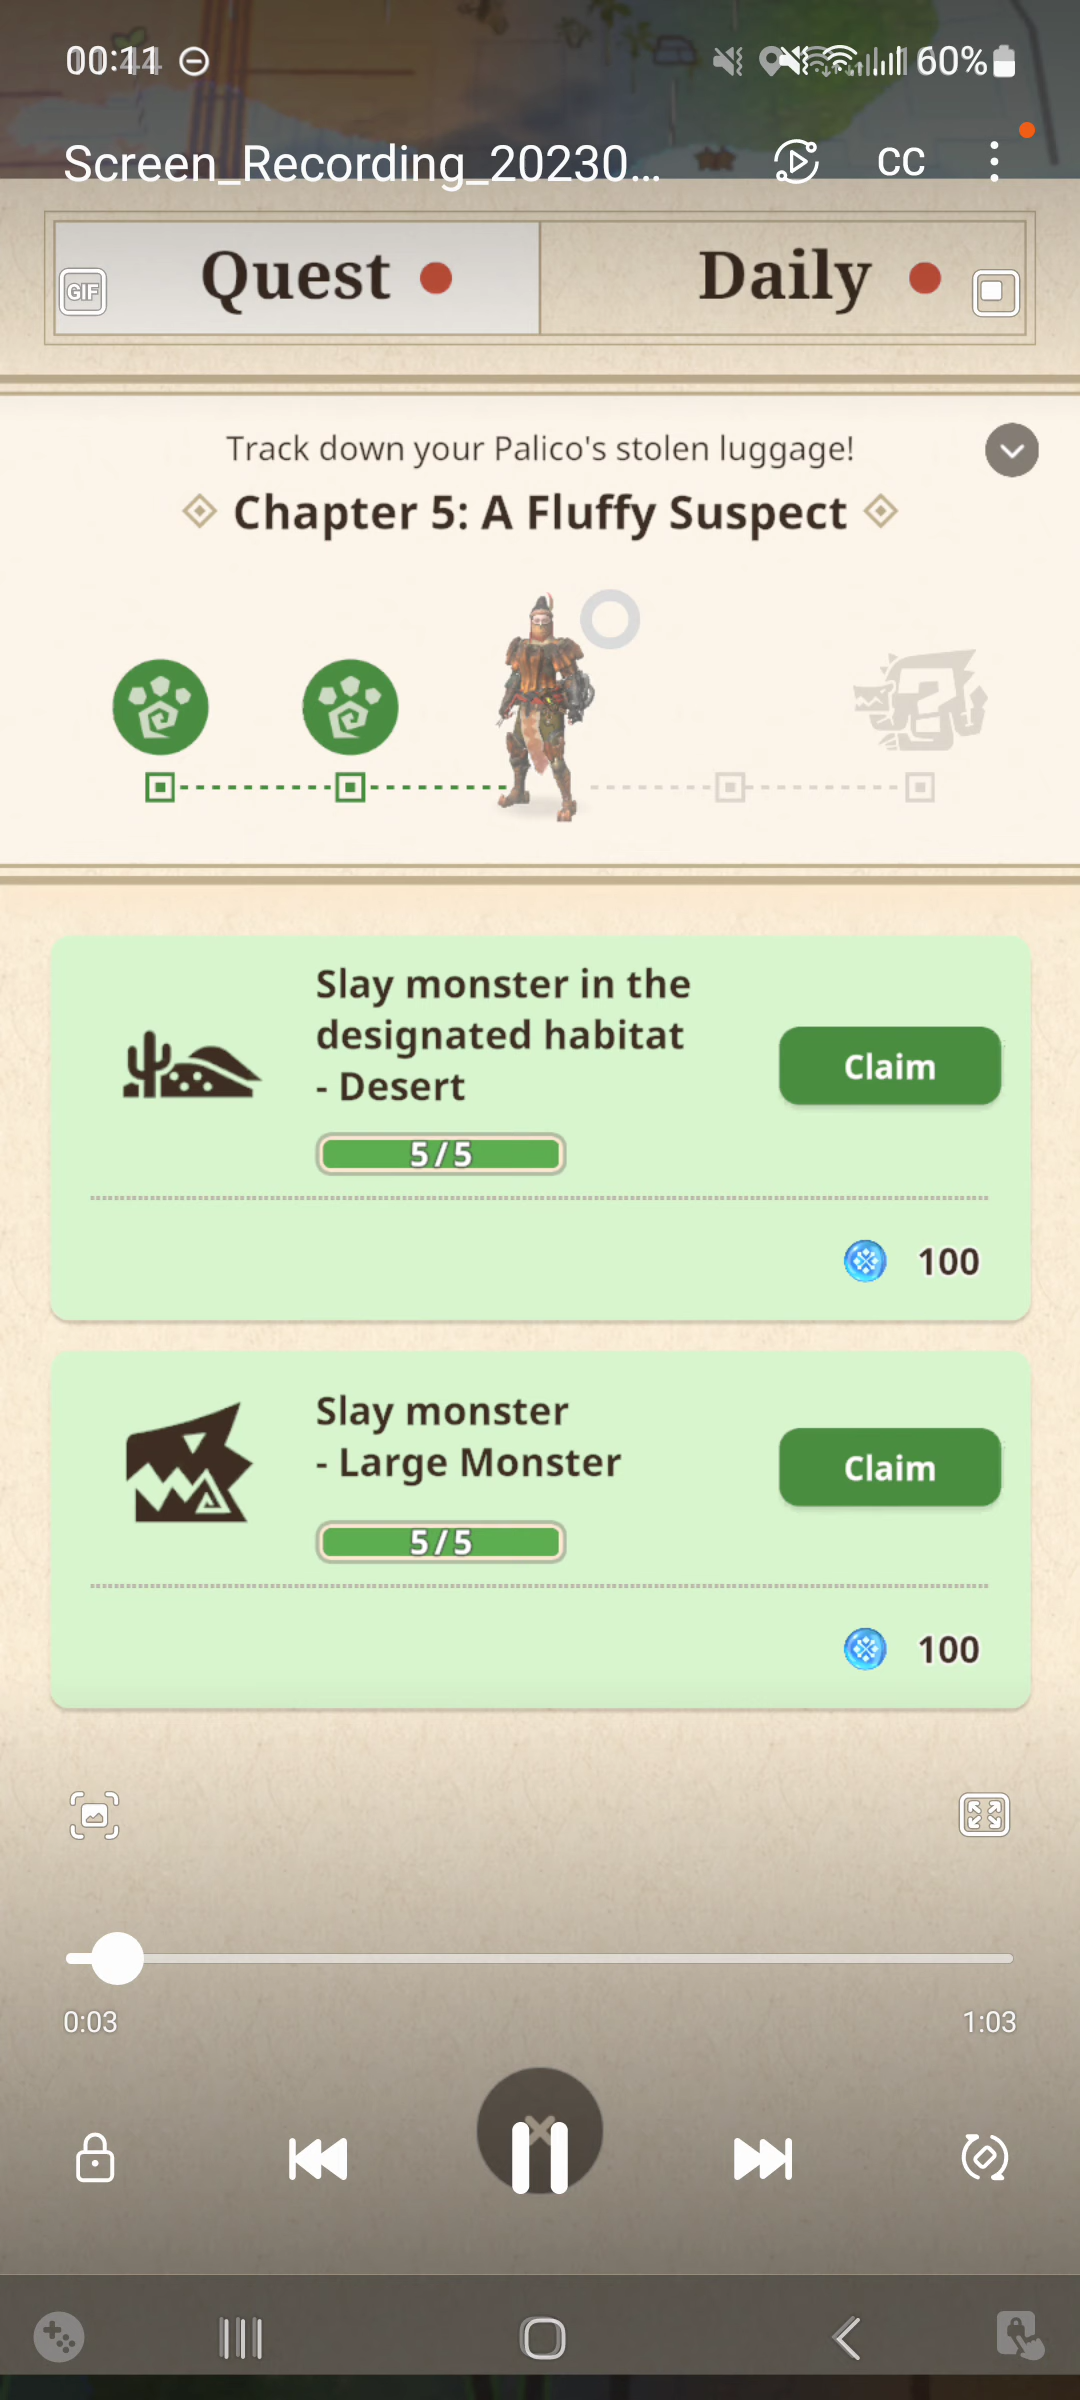 00:11
60%
Screen_Recording_20230...
CC
Quest
Daily
GIF
Track down your Palico's stolen luggage!
Chapter 5: A Fluffy Suspect
Slay monster in the
designated habitat
- Desert
Claim
5/5
100
Slay monster
- Large Monster
Claim
5/5
100
0:03
1:03